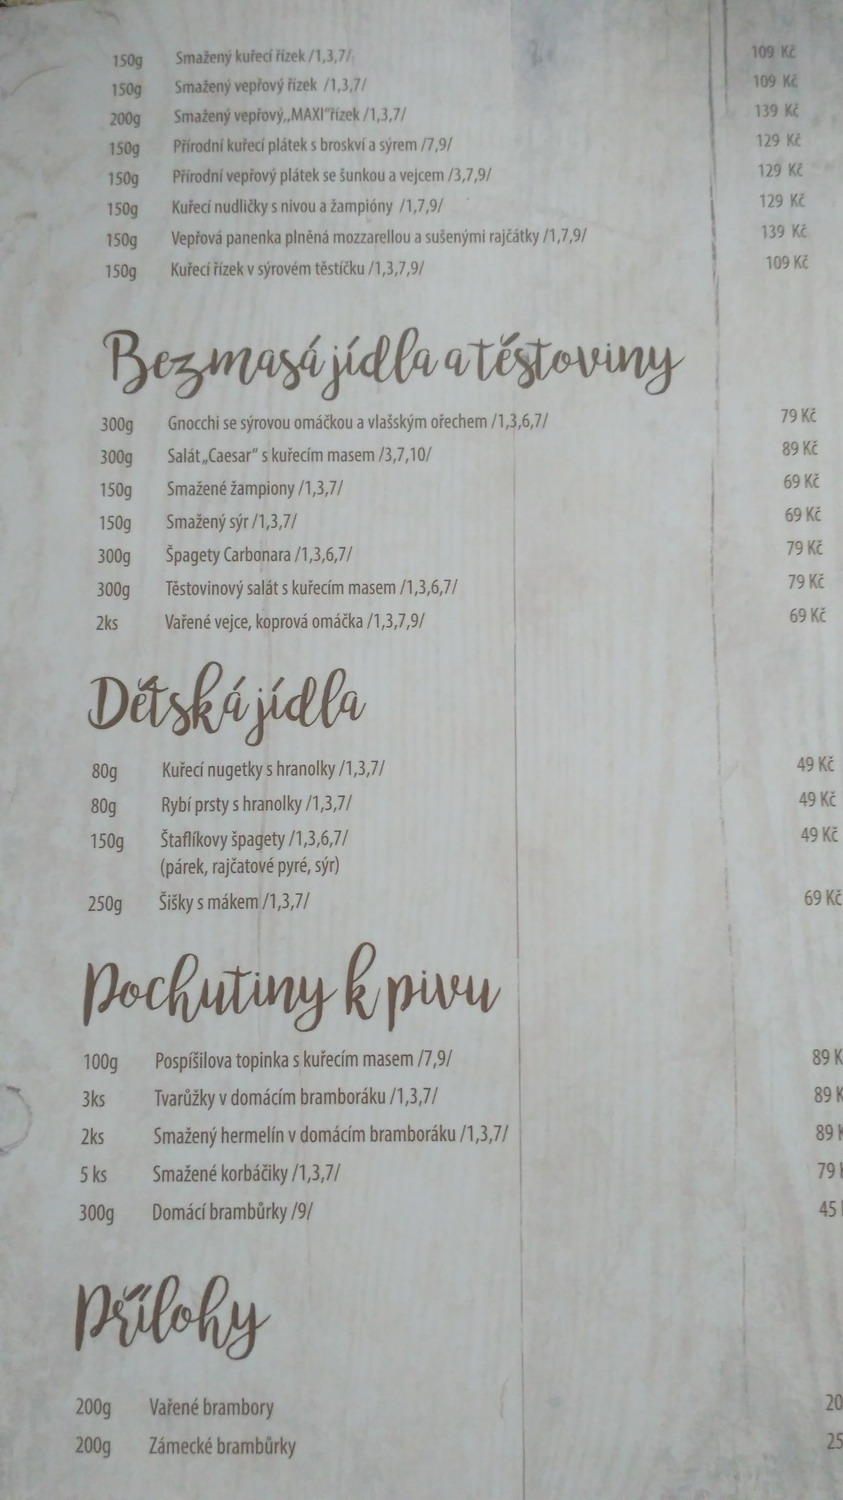 150g Smažený kuřecí řízek /1,3,7/ 109 Kč
150g Smažený vepřový řízek /1,3,7/ 109 Kč
200g Smažený vepřový„MAXI"řízek /1,3,7/ 139 Kč
150g Přírodní kuřecí plátek s broskví a sýrem /7,9/ 129 Kč
150g Přírodní vepřový plátek se šunkou a vejcem /3,7,9/ 129 Kč
150g Kuřecí nudličky s nivou a žampióny /1,7,9/ 129 Kč
150g Vepřová panenka plněná mozzarellou a sušenými rajčátky /1,7,9/ 139 Kč
150g Kuřecí řízek v sýrovém těstíčku /1,3,7,9/ 109 Kč
Bezmasá jídla a těstoviny
300g Gnocchi se sýrovou omáčkou a vlašským ořechem /1,3,6,7/ 79 Kč
300g Salát„Caesar" s kuřecím masem /3,7,10/ 89 Kč
150g Smažené žampiony /1,3,7/ 69 Kč
150g Smažený sýr /1,3,7/ 69 Kč
300g Špagety Carbonara /1,3,6,7/ 79 Kč
300g Těstovinový salát s kuřecím masem /1,3,6,7/ 79 Kč
2ks Vařené vejce, koprová omáčka /1,3,7,9/ 69 Kč
Dětská jídla
80g Kuřecí nugetky s hranolky /1,3,7/ 49 Kč
80g Rybí prsty s hranolky /1,3,7/ 49 Kč
150g Štaflíkovy špagety /1,3,6,7/ 49 Kč
(párek, rajčatové pyré, sýr)
250g Šišky s mákem /1,3,7/ 69 Kč
Pochutiny k pivu
100g Pospíšilova topinka s kuřecím masem /7,9/ 89 K
3ks Tvarůžky v domácím bramboráku /1,3,7/ 89 K
2ks Smažený hermelín v domácím bramboráku /1,3,7/ 89
5 ks Smažené korbáčiky /1,3,7/ 79
300g Domácí brambůrky /9/ 45
Přílohy
200g Vařené brambory 20
200g Zámecké brambůrky 25